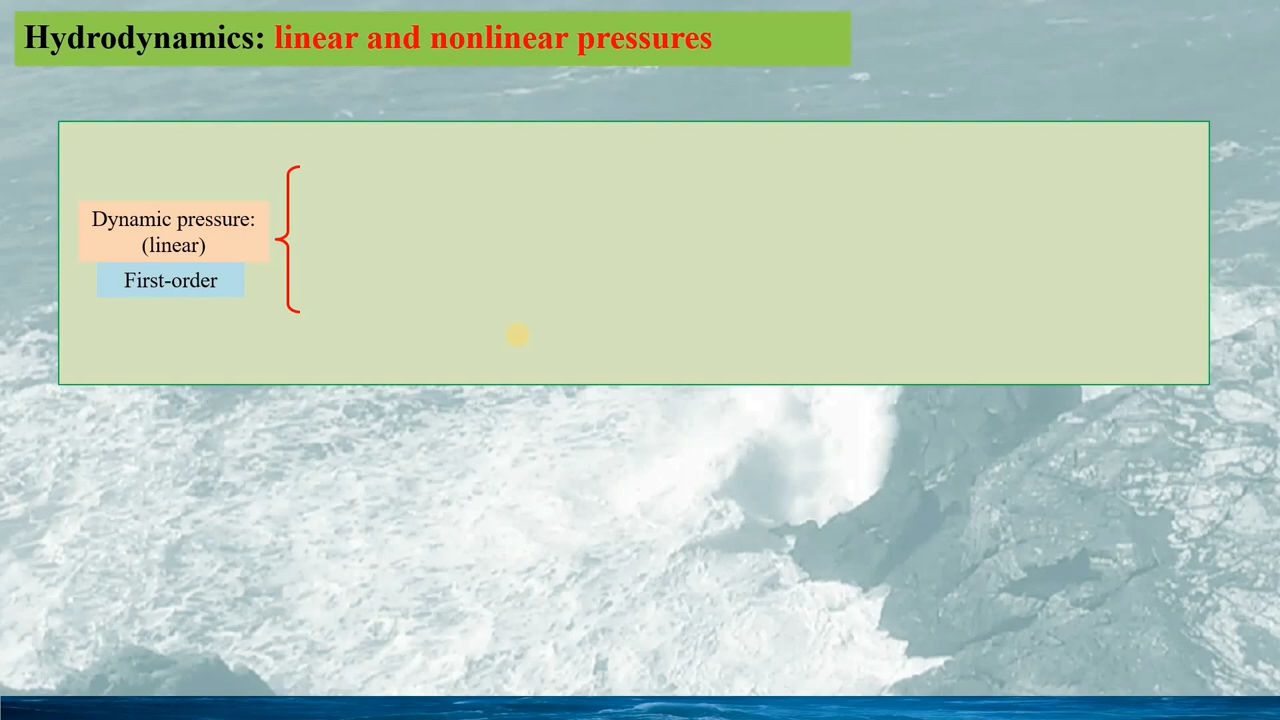 Hydrodynamics: linear and nonlinear pressures
Dynamic pressure:
(linear)
First-order